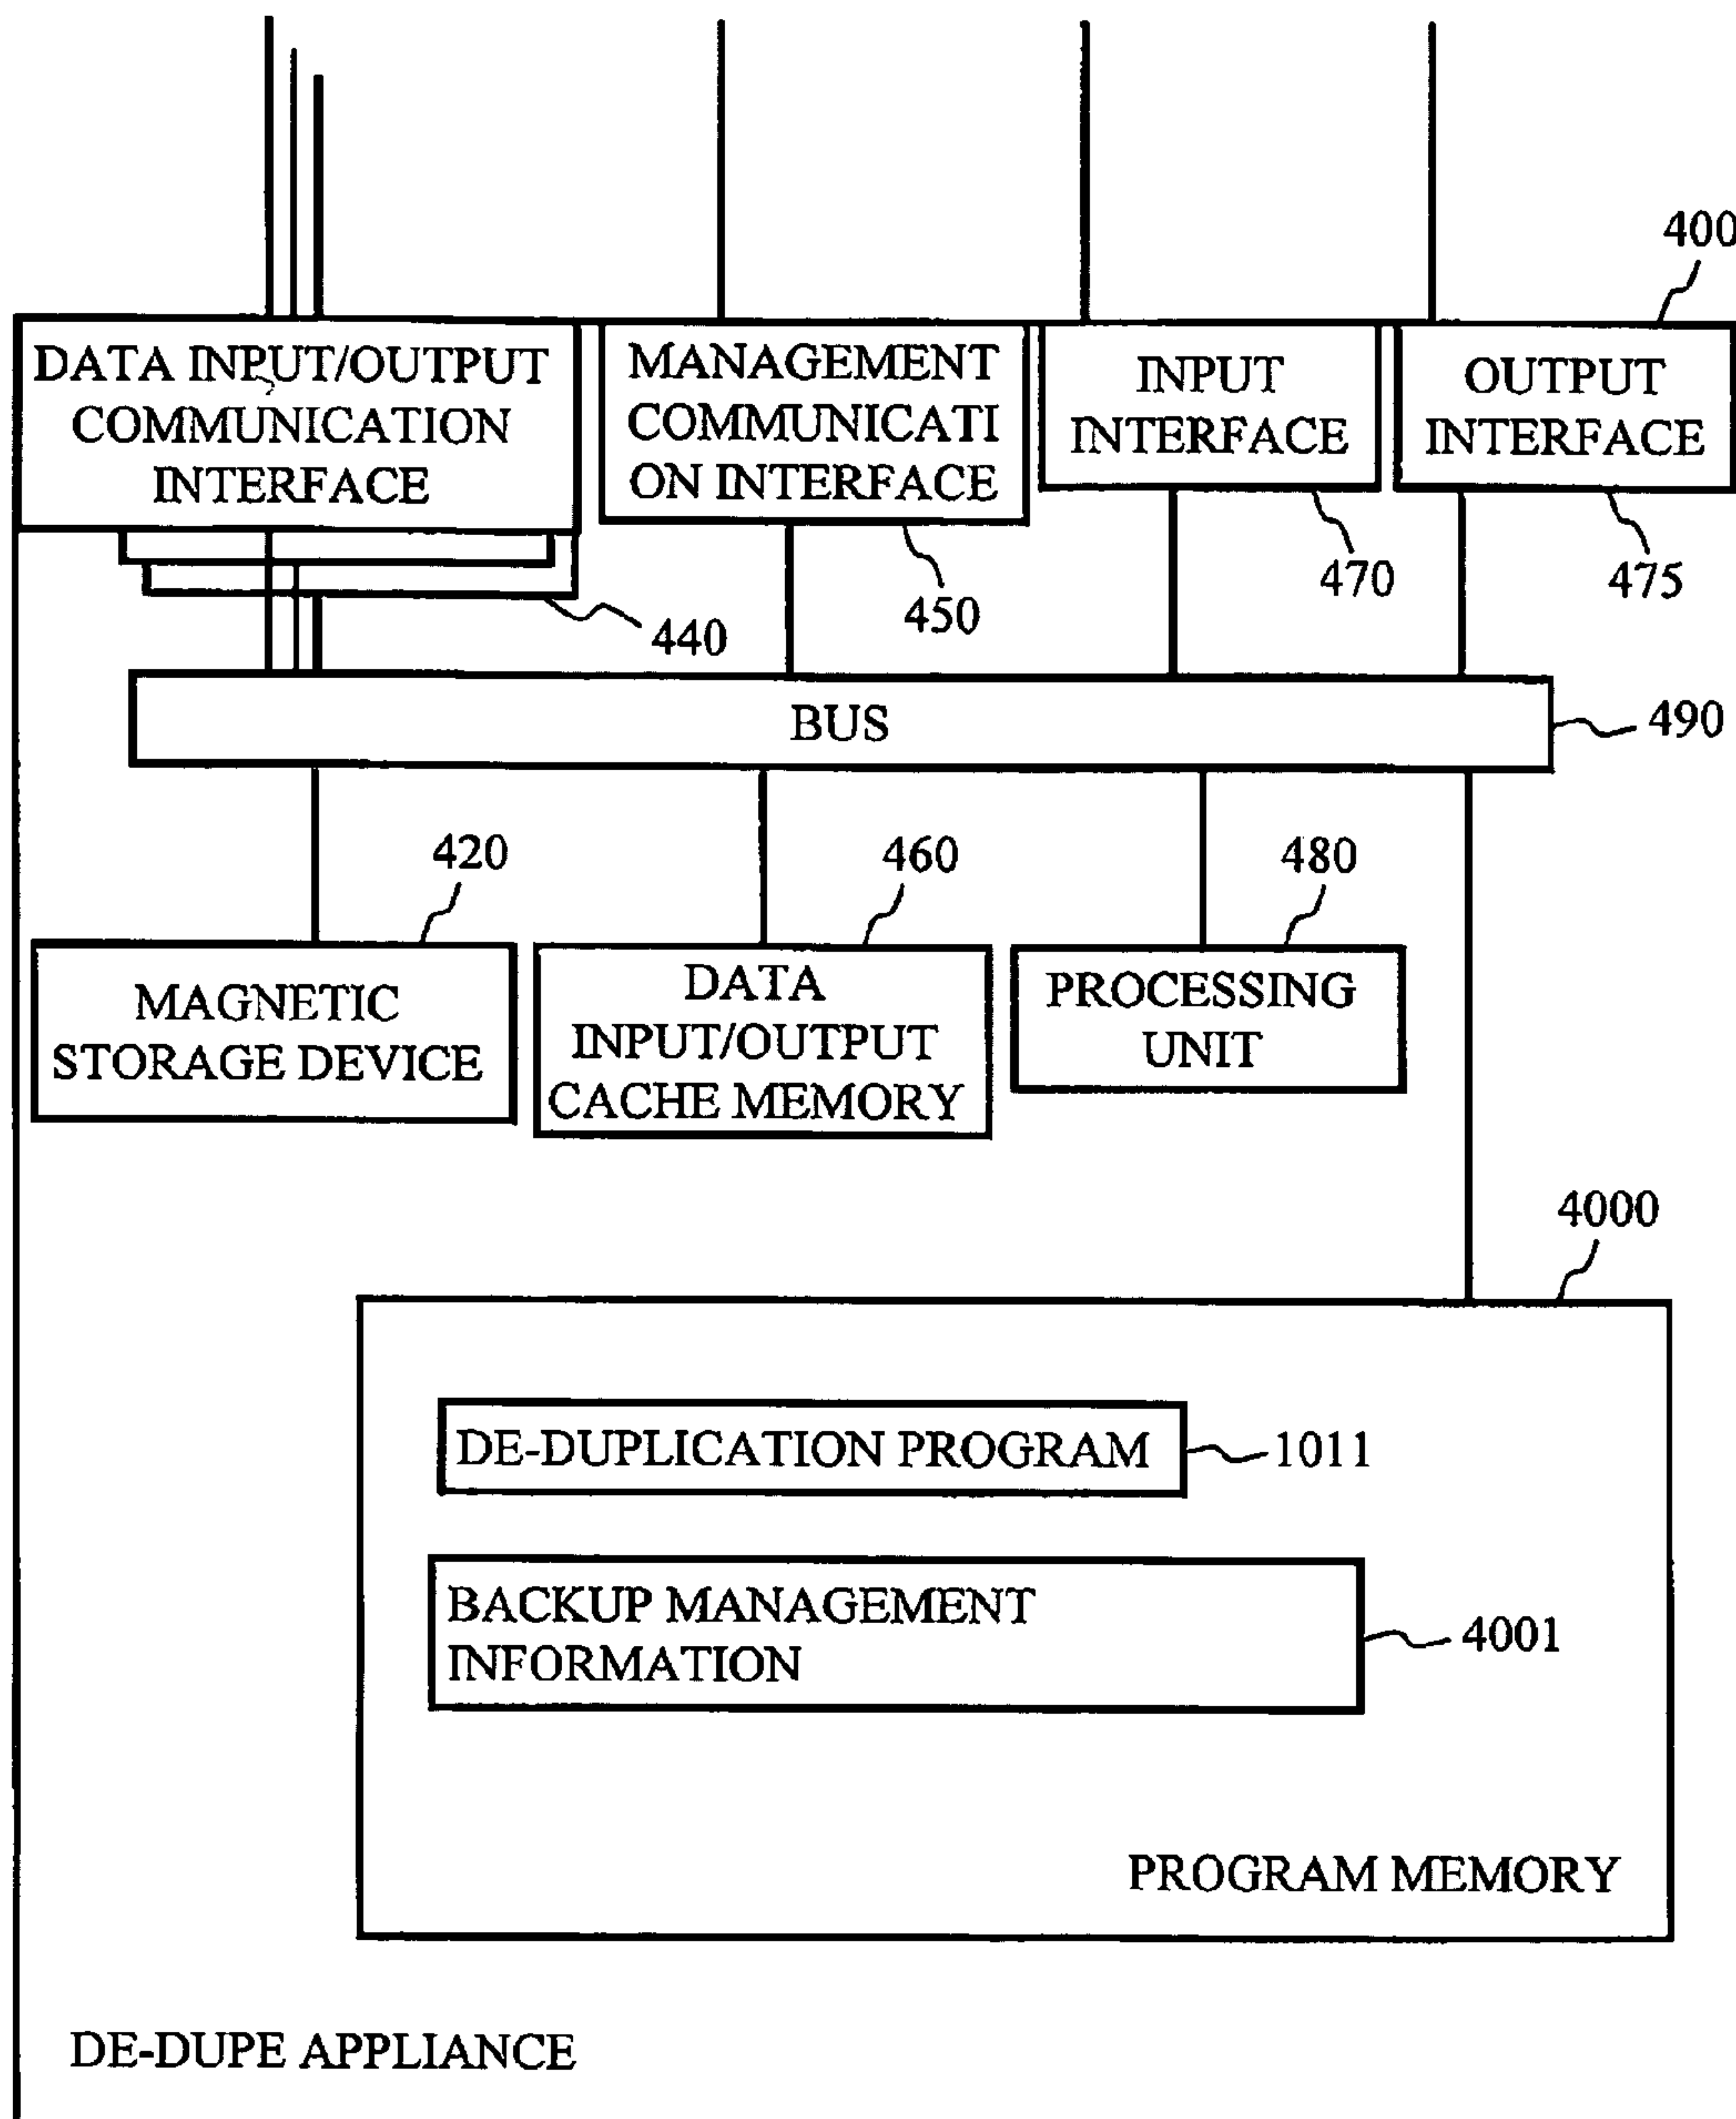 400
DATA INPUT/OUTPUT
COMMUNICATION
INTERFACE
MANAGEMENT
COMMUNICATI
ON INTERFACE
INPUT
INTERFACE
OUTPUT
INTERFACE
440
450
470
475
BUS
490
420
460
480
MAGNETIC
STORAGE DEVICE
DATA
INPUT/OUTPUT
CACHE MEMORY
PROCESSING
UNIT
4000
DE-DUPLICATION PROGRAM
1011
BACKUP MANAGEMENT
INFORMATION
4001
PROGRAM MEMORY
DE-DUPE APPLIANCE